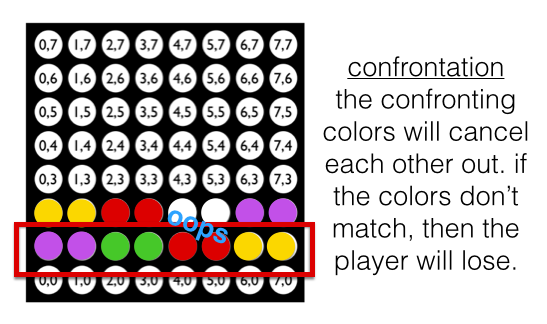 0,7 1,7 2,7 3,7 4,7 5,7 6,7 7,7
0,6 1,6 2,6 3,6 4,6 5,6 6,6 7,6
0,5 1,5 2,5 3,5 4,5 5,5 6,5 7,5
0,4 1,4 2,4 3,4 4,4 5,4 6,4 7,4
0,3 1,3 2,3 3,3 4,3 5,3 6,3 7,3
oops
0,0 1,0 2,0 3,0 4,0 5,0 6,0 7,0
confrontation
the confronting
colors will cancel
each other out. if
the colors don’t
match, then the
player will lose.